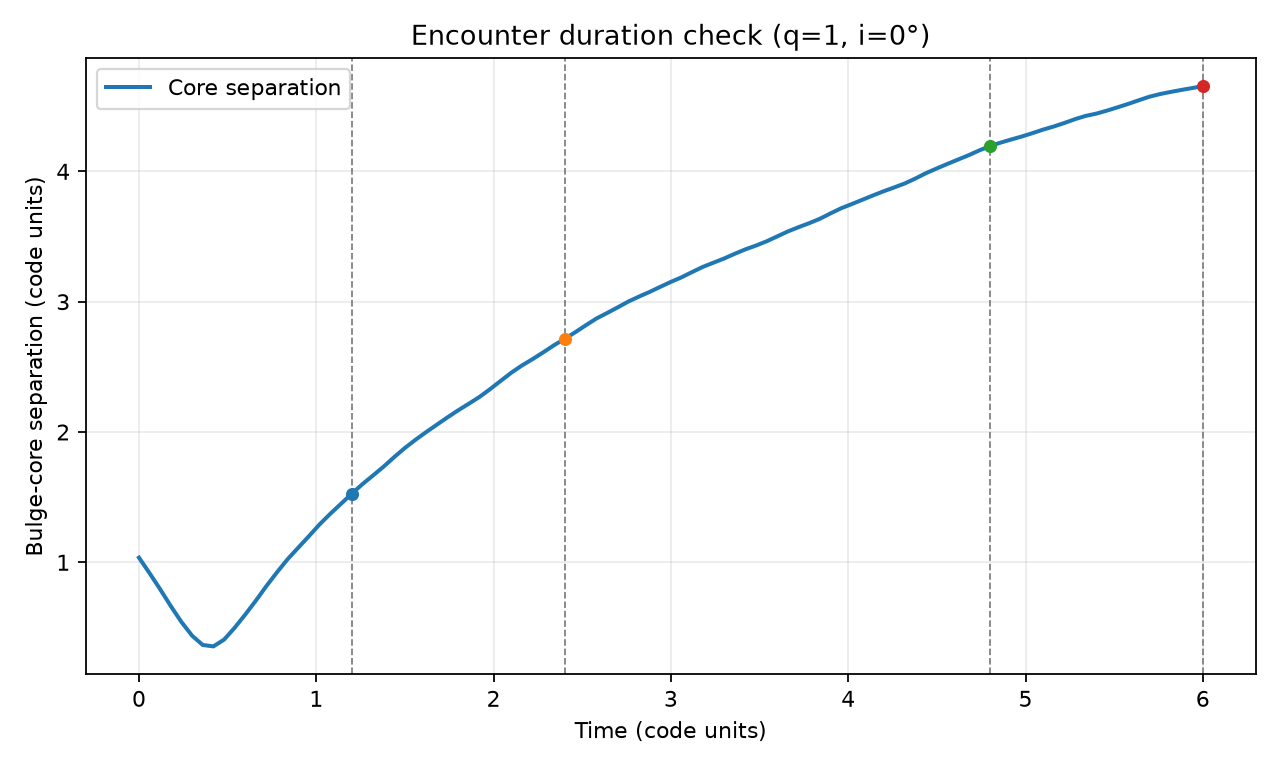 Encounter duration check (q=1, i=0°)
Core separation
Bulge-core separation (code units)
4
3
2
1
0 1 2 3 4 5 6
Time (code units)